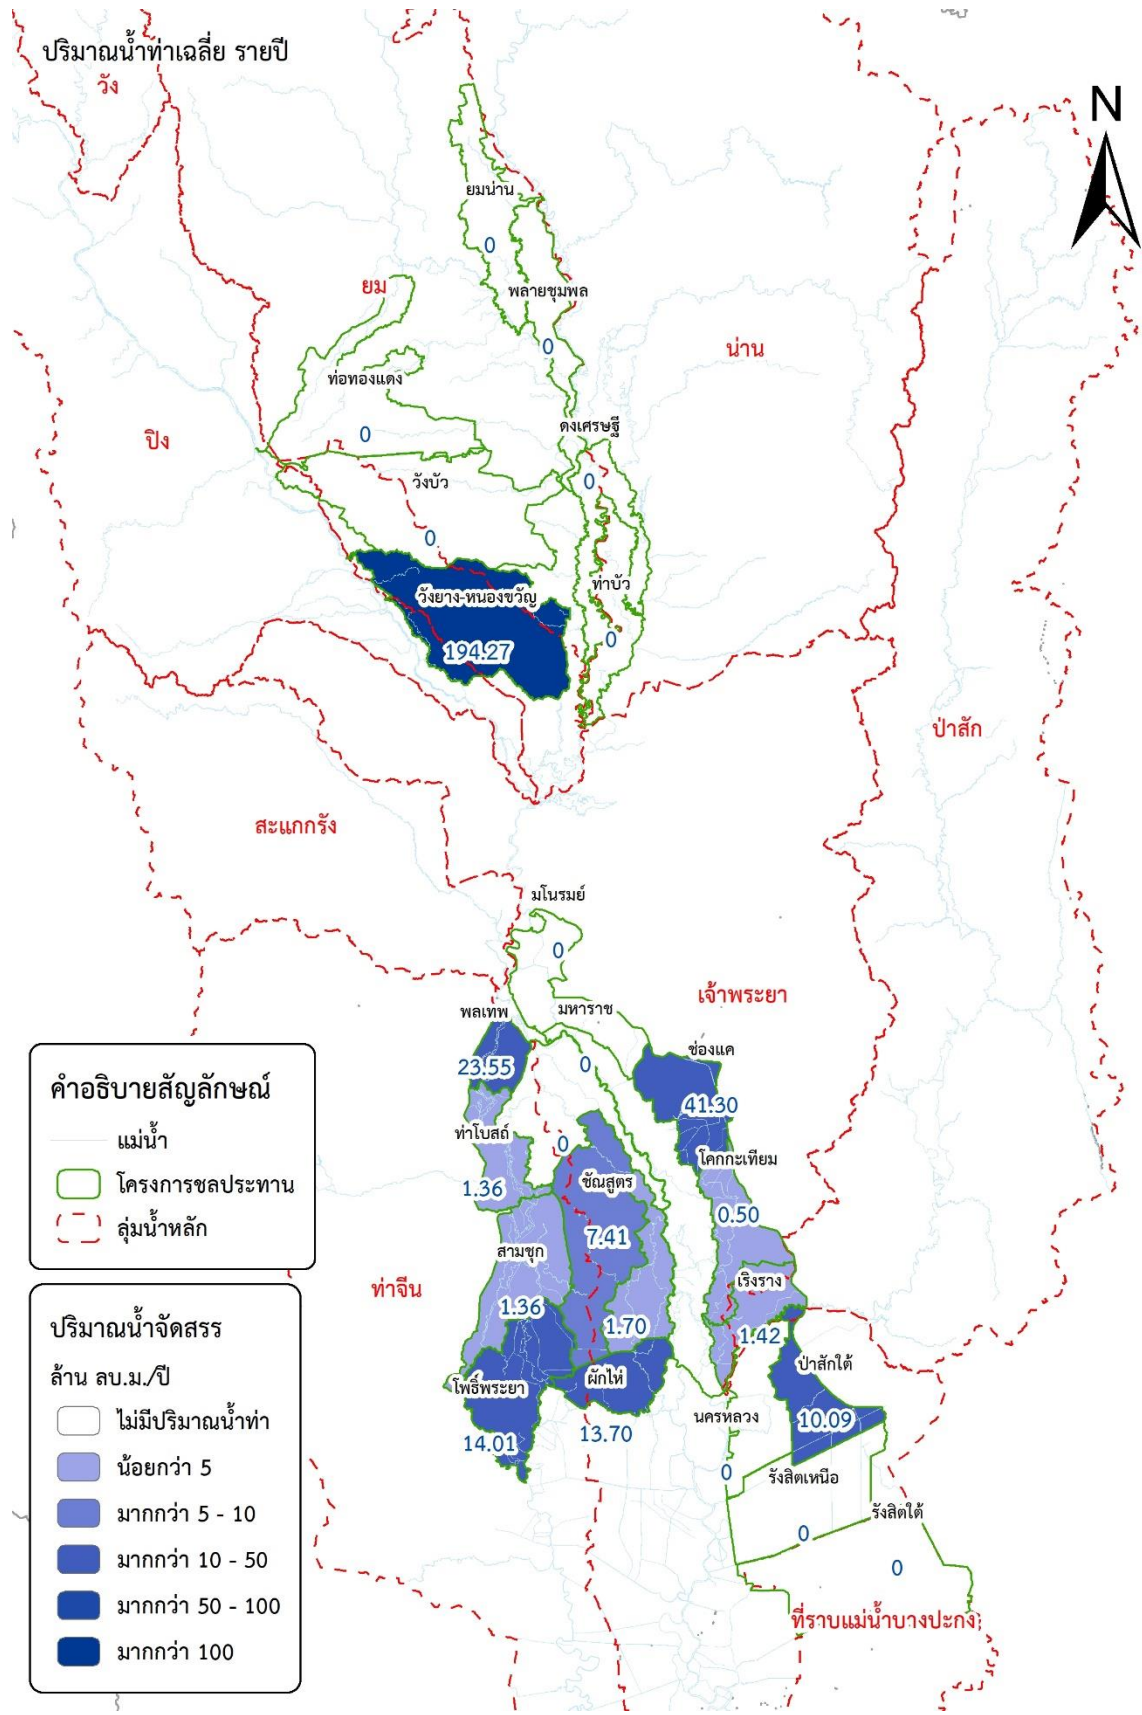 ปริมาณน้ำท่าเฉลี่ย รายปี
วัง
N
ยมน่าน
0
ยม
พลายชุมพล
0
น่าน
ท่อทองแดง
0
ปิง
ดงเศรษฐี
0
วังบัว
0
ท่าบัว
0
วังยาง-หนองขวัญ
194.27
ป่าสัก
สะแกกรัง
มโนรมย์
0
เจ้าพระยา
พลเทพ
23.55
มหาราช
0
ช่องแค
41.30
ท่าโบสถ์
1.36
0
ชัณสูตร
7.41
โคกกะเทียม
0.50
สามชุก
1.36
ท่าจีน
เริงราง
1.42
1.70
ป่าสักใต้
10.09
โพธิ์พระยา
14.01
ผักไห่
13.70
นครหลวง
0
รังสิตเหนือ
0
รังสิตใต้
0
ที่ราบแม่น้ำบางปะกง
คำอธิบายสัญลักษณ์
แม่น้ำ
โครงการชลประทาน
ลุ่มน้ำหลัก
ปริมาณน้ำจัดสรร
ล้าน ลบ.ม./ปี
ไม่มีปริมาณน้ำท่า
น้อยกว่า 5
มากกว่า 5 - 10
มากกว่า 10 - 50
มากกว่า 50 - 100
มากกว่า 100